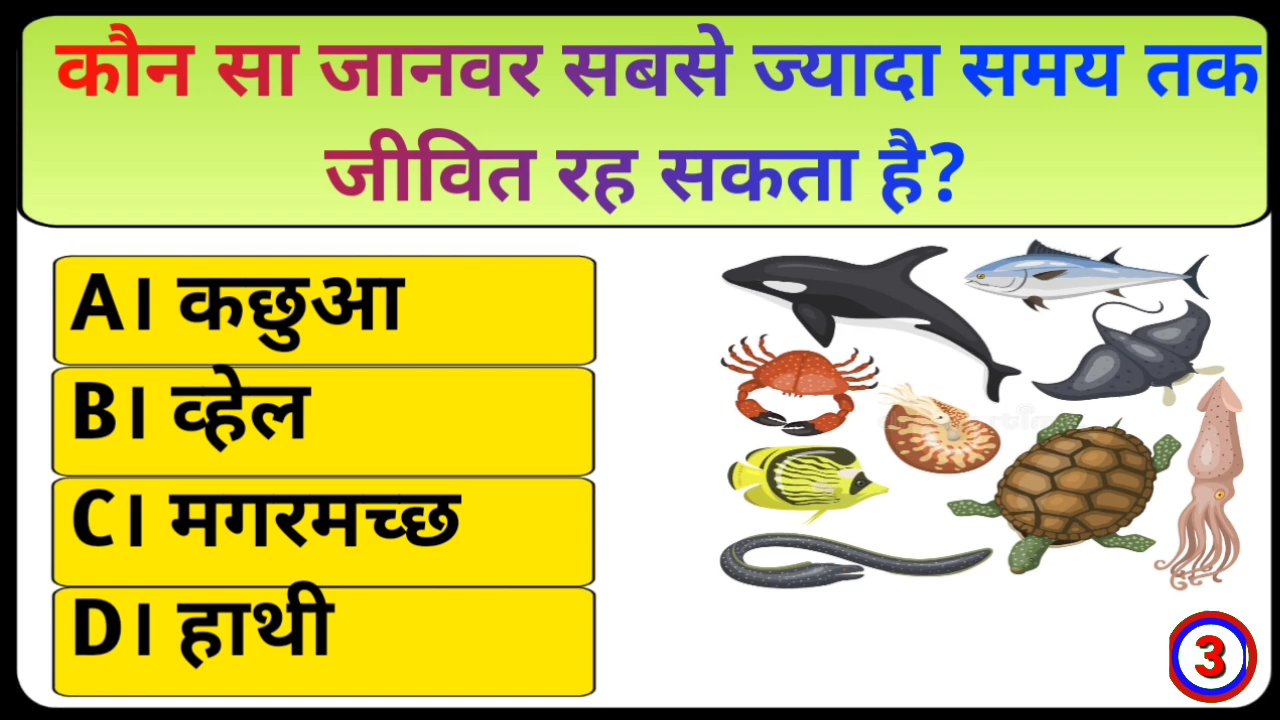 कौन सा जानवर सबसे ज्यादा समय तक
जीवित रह सकता है?
A। कछुआ
B। व्हेल
C। मगरमच्छ
D। हाथी
3